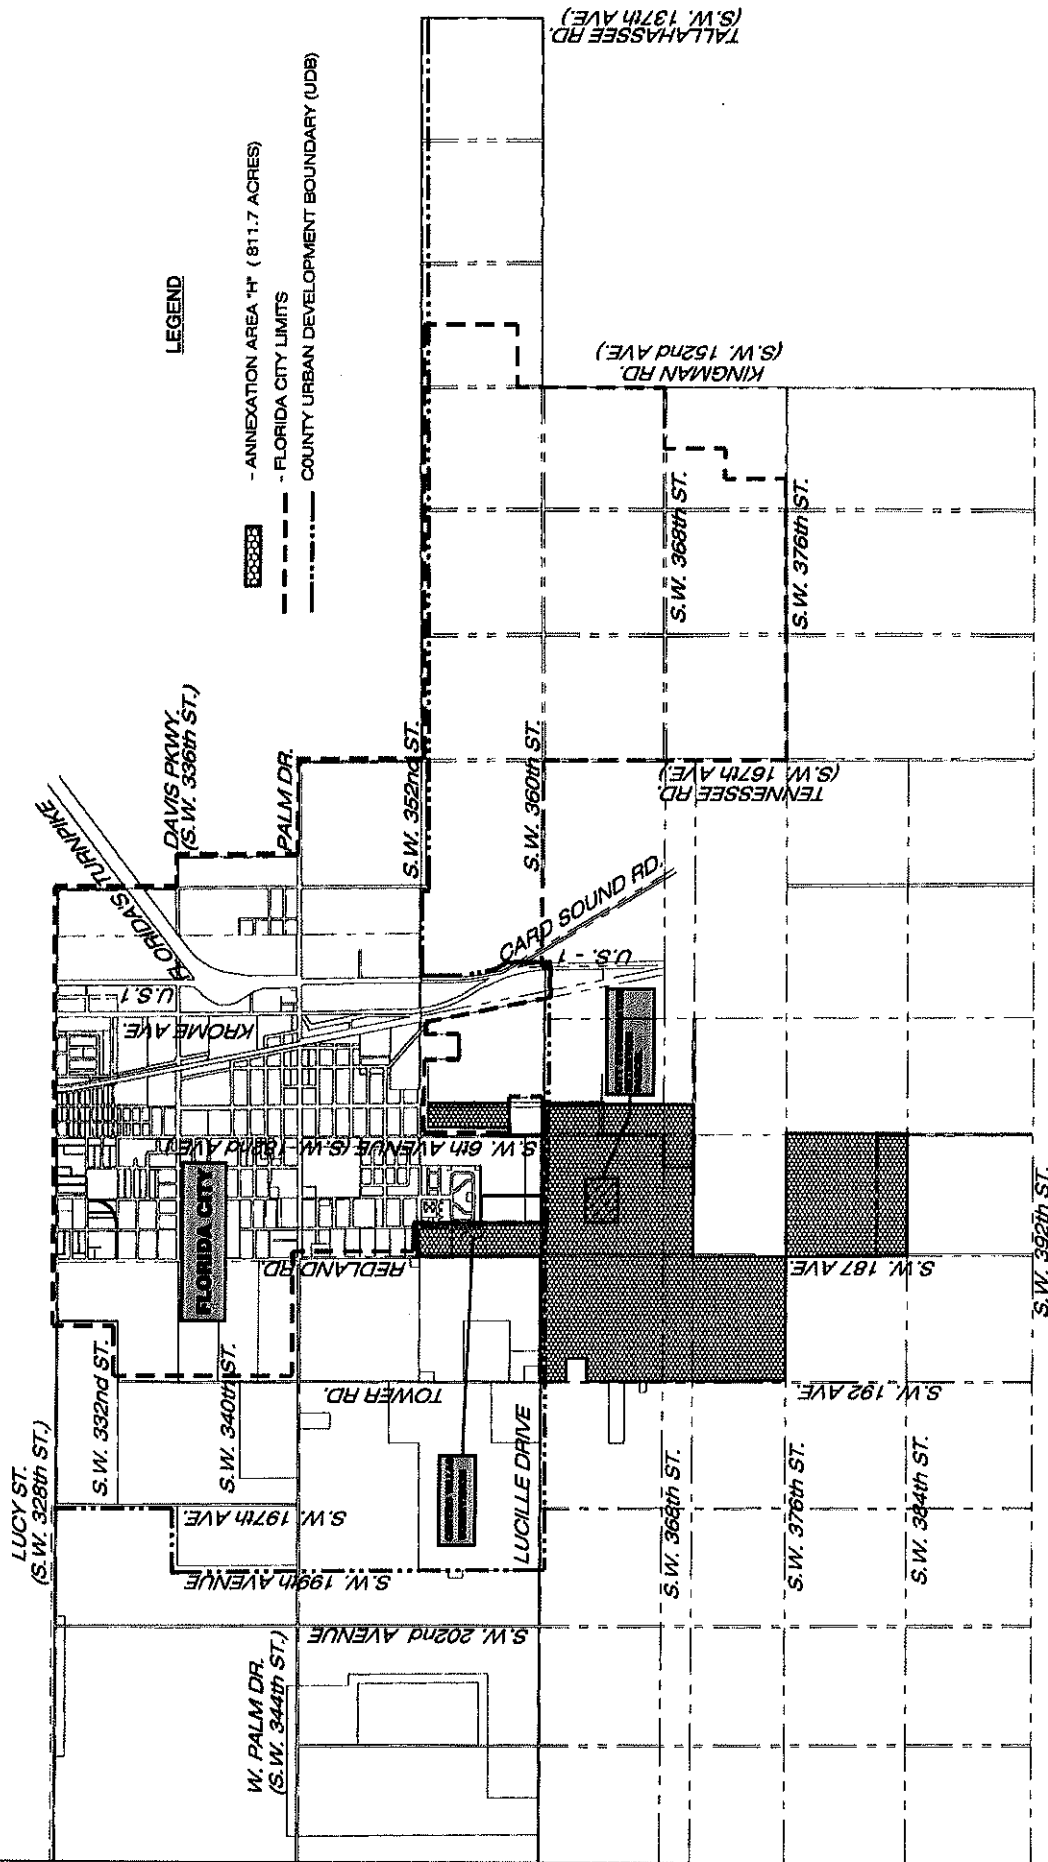 LEGEND
- ANNEXATION AREA "H" ( 811.7 ACRES)
- FLORIDA CITY LIMITS
COUNTY URBAN DEVELOPMENT BOUNDARY (UDB)
LUCY ST.
(S.W. 328th ST.)
S.W. 332nd ST.
S.W. 340th ST.
W. PALM DR.
(S.W. 344th ST.)
DAVIS PKWY.
(S.W. 336th ST.)
PALM DR.
S.W. 352nd ST.
S.W. 360th ST.
S.W. 368th ST.
S.W. 376th ST.
LUCILLE DRIVE
S.W. 368th ST.
S.W. 376th ST.
S.W. 384th ST.
S.W. 392th ST.
S.W. 202nd AVENUE
S.W. 199th AVENUE
S.W. 197th AVE.
TOWER RD.
S.W. 192 AVE.
REDLAND RD
S.W. 187 AVE.
FLORIDA CITY
S.W. 6th AVENUE (S.W. 182nd AVE.)
KROME AVE.
U.S.1
FLORIDA'S TURNPIKE
U.S. - 1
CARD SOUND RD.
TENNESSEE RD.
(S.W. 167th AVE.)
KINGMAN RD.
(S.W. 152nd AVE.)
TALLAHASSEE RD.
(S.W. 137th AVE.)